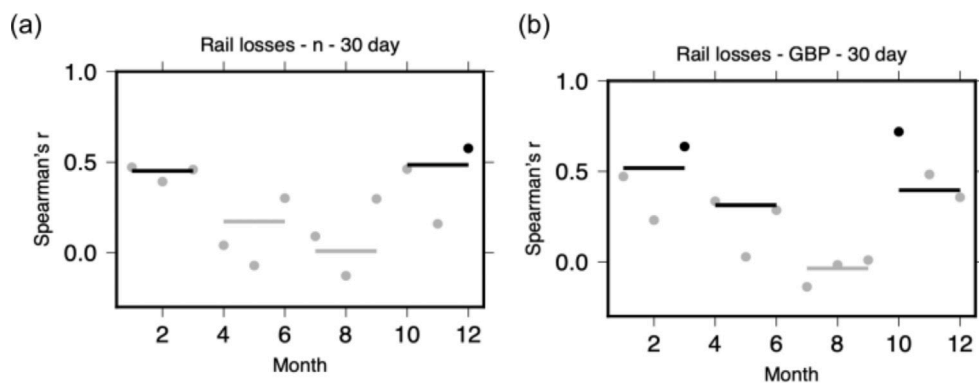 (a)
Rail losses - n - 30 day
1.0
0.5
0.0
Spearman's r
2 4 6 8 10 12
Month
(b)
Rail losses - GBP - 30 day
1.0
0.5
0.0
Spearman's r
2 4 6 8 10 12
Month